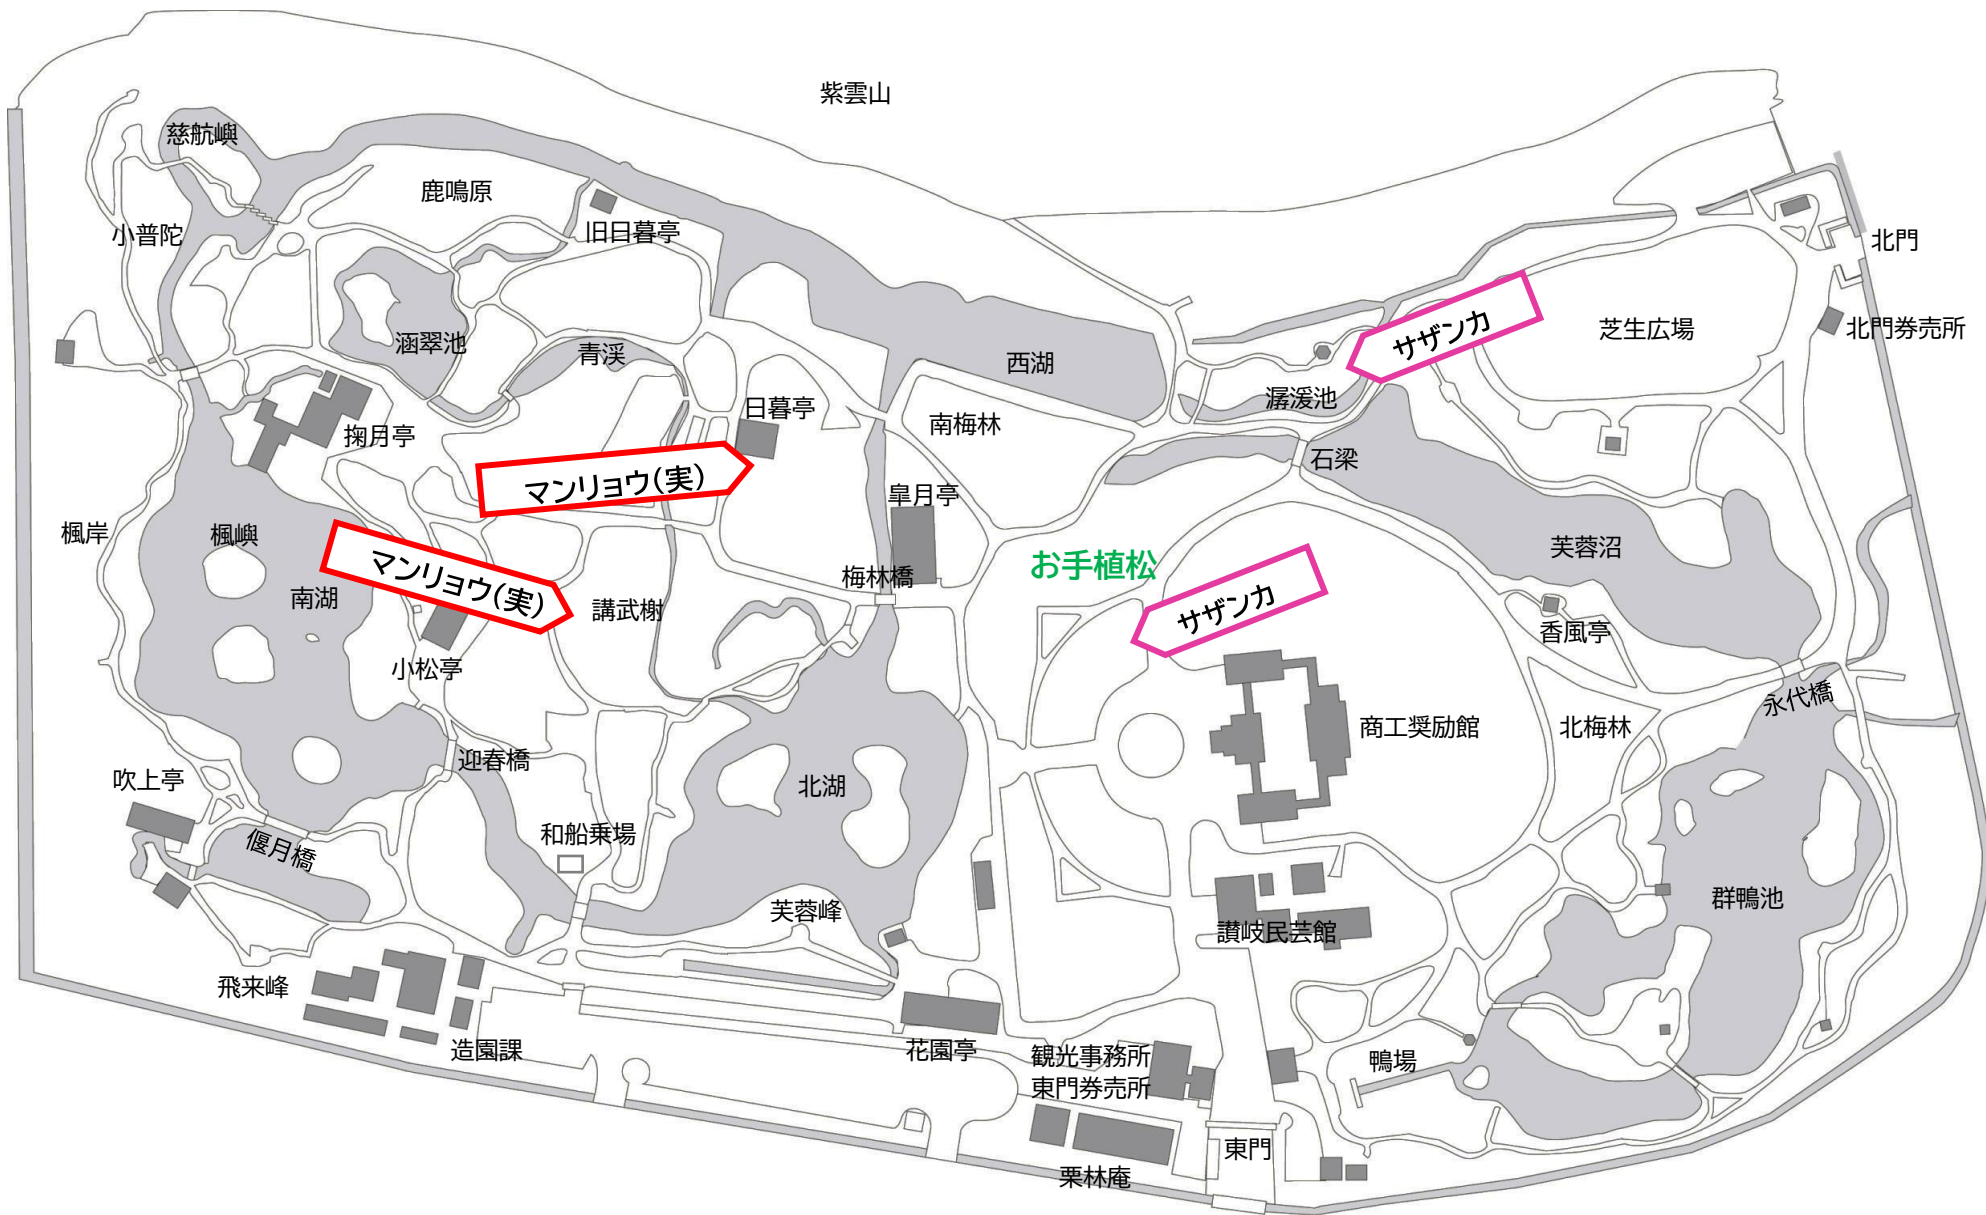 紫雲山
慈航嶼
鹿鳴原
小普陀
旧日暮亭
北門
涵翠池
青渓
西湖
サザンカ
芝生広場
北門券売所
潺湲池
日暮亭
南梅林
掬月亭
石梁
マンリョウ(実)
皐月亭
楓岸
楓嶼
芙蓉沼
お手植松
マンリョウ(実)
梅林橋
南湖
講武榭
サザンカ
香風亭
小松亭
永代橋
商工奨励館
北梅林
迎春橋
吹上亭
北湖
和船乗場
偃月橋
芙蓉峰
群鴨池
讃岐民芸館
飛来峰
造園課
花園亭
観光事務所
東門券売所
鴨場
東門
栗林庵